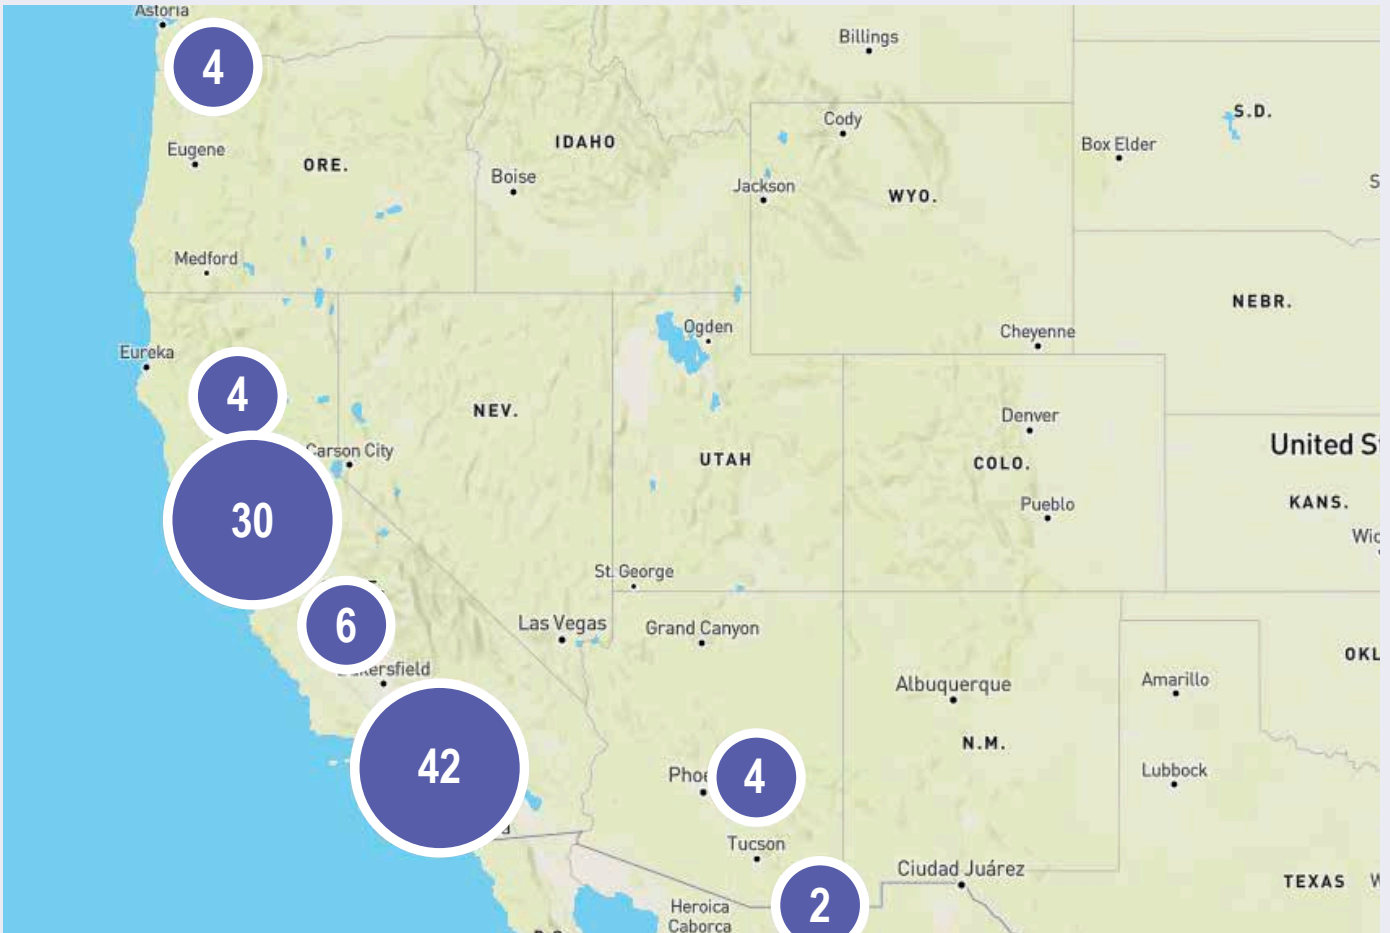 Astoria
4
Billings
Cody
S.D.
Eugene
IDAHO
Box Elder
ORE.
Boise
Jackson
WYO.
S
Medford
NEBR.
Ogden
Cheyenne
Eureka
4
NEV.
Denver
Carson City
United S
UTAH
COLO.
30
Pueblo
KANS.
Wic
St. George
Las Vegas
Grand Canyon
6
OKL
Albuquerque
Amarillo
N.M.
42
4
Lubbock
Tucson
Ciudad Juárez
TEXAS
W
2
Heroica
Caborca